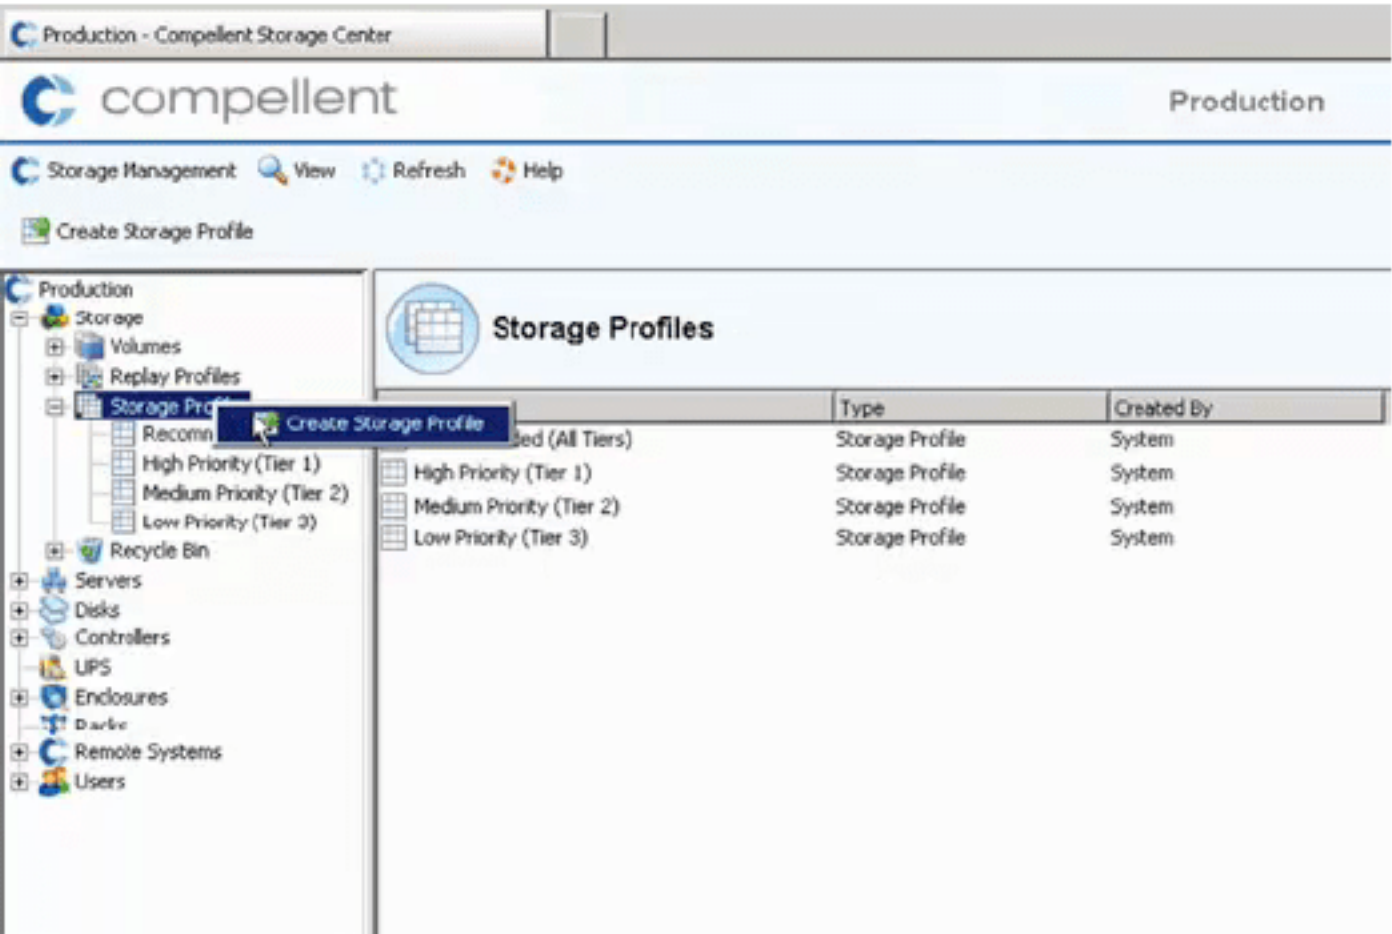 Production - Compellent Storage Center
compellent
Production
Storage Management View Refresh Help
Create Storage Profile
Production
Storage
Volumes
Replay Profiles
Storage Prof
Create Storage Profile
Recomn
High Priority (Tier 1)
Medium Priority (Tier 2)
Low Priority (Tier 3)
Recycle Bin
Servers
Disks
Controllers
UPS
Enclosures
Racks
Remote Systems
Users
Storage Profiles
Type Created By
ded (All Tiers) Storage Profile System
High Priority (Tier 1) Storage Profile System
Medium Priority (Tier 2) Storage Profile System
Low Priority (Tier 3) Storage Profile System